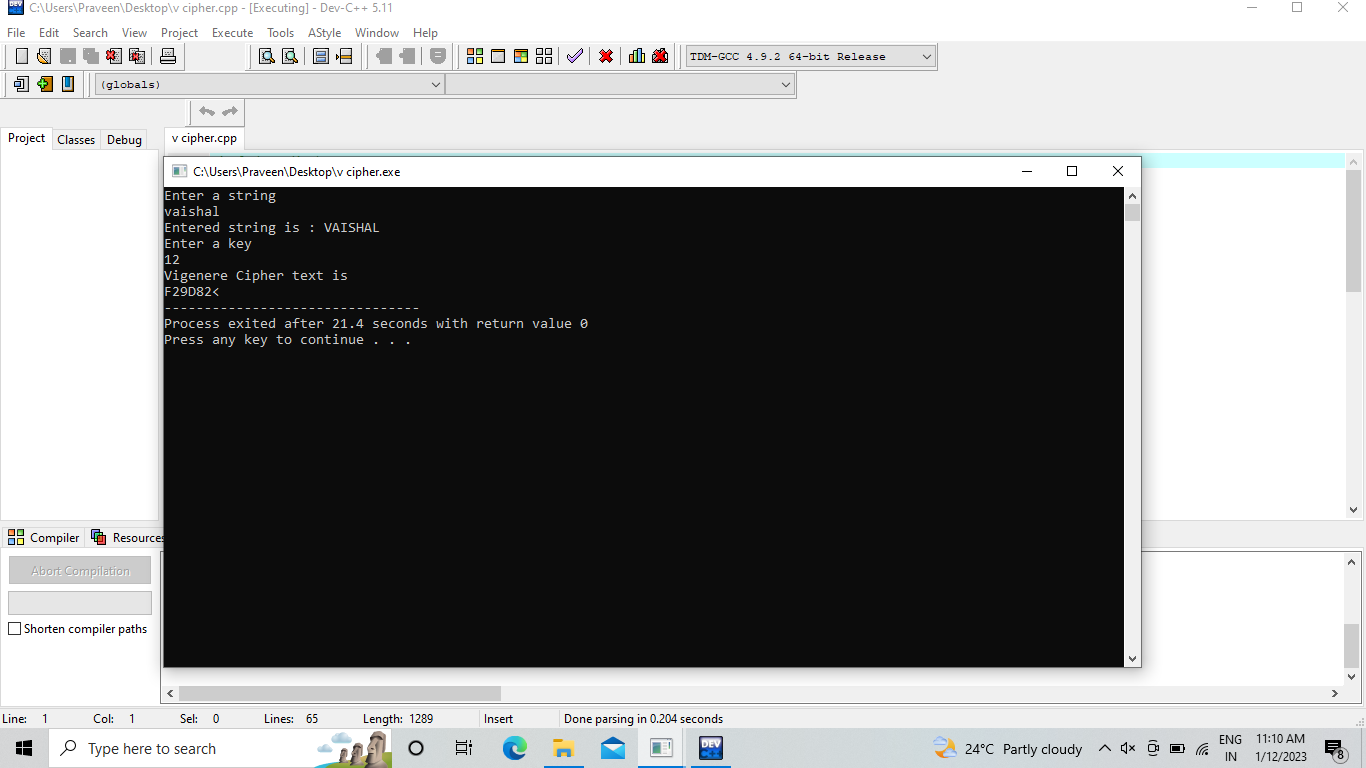 C:\Users\Praveen\Desktop\v cipher.cpp - [Executing] - Dev-C++ 5.11
File Edit Search View Project Execute Tools AStyle Window Help
TDM-GCC 4.9.2 64-bit Release
(globals)
Project Classes Debug
v cipher.cpp
C:\Users\Praveen\Desktop\v cipher.exe
Enter a string
vaishal
Entered string is : VAISHAL
Enter a key
12
Vigenere Cipher text is
F29D82<
--------------------------------
Process exited after 21.4 seconds with return value 0
Press any key to continue . . .
Compiler Resources
Abort Compilation
Shorten compiler paths
Line: 1 Col: 1 Sel: 0 Lines: 65 Length: 1289 Insert Done parsing in 0.204 seconds
Type here to search
DEV
24°C Partly cloudy
ENG
IN
11:10 AM
1/12/2023
8